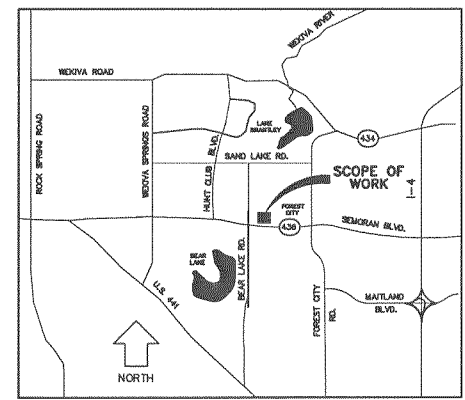 WEKIVA RIVER
WEKIVA ROAD
ROCK SPRING ROAD
WEKIVA SPRINGS ROAD
HUNT CLUB BLVD.
LAKE
BRANTLEY
434
SAND LAKE RD.
SCOPE OF
WORK
I-4
FOREST
CITY
436
SEMORAN BLVD.
BEAR
LAKE
BEAR LAKE RD.
U.S. 441
FOREST CITY
RD.
MAITLAND
BLVD.
NORTH